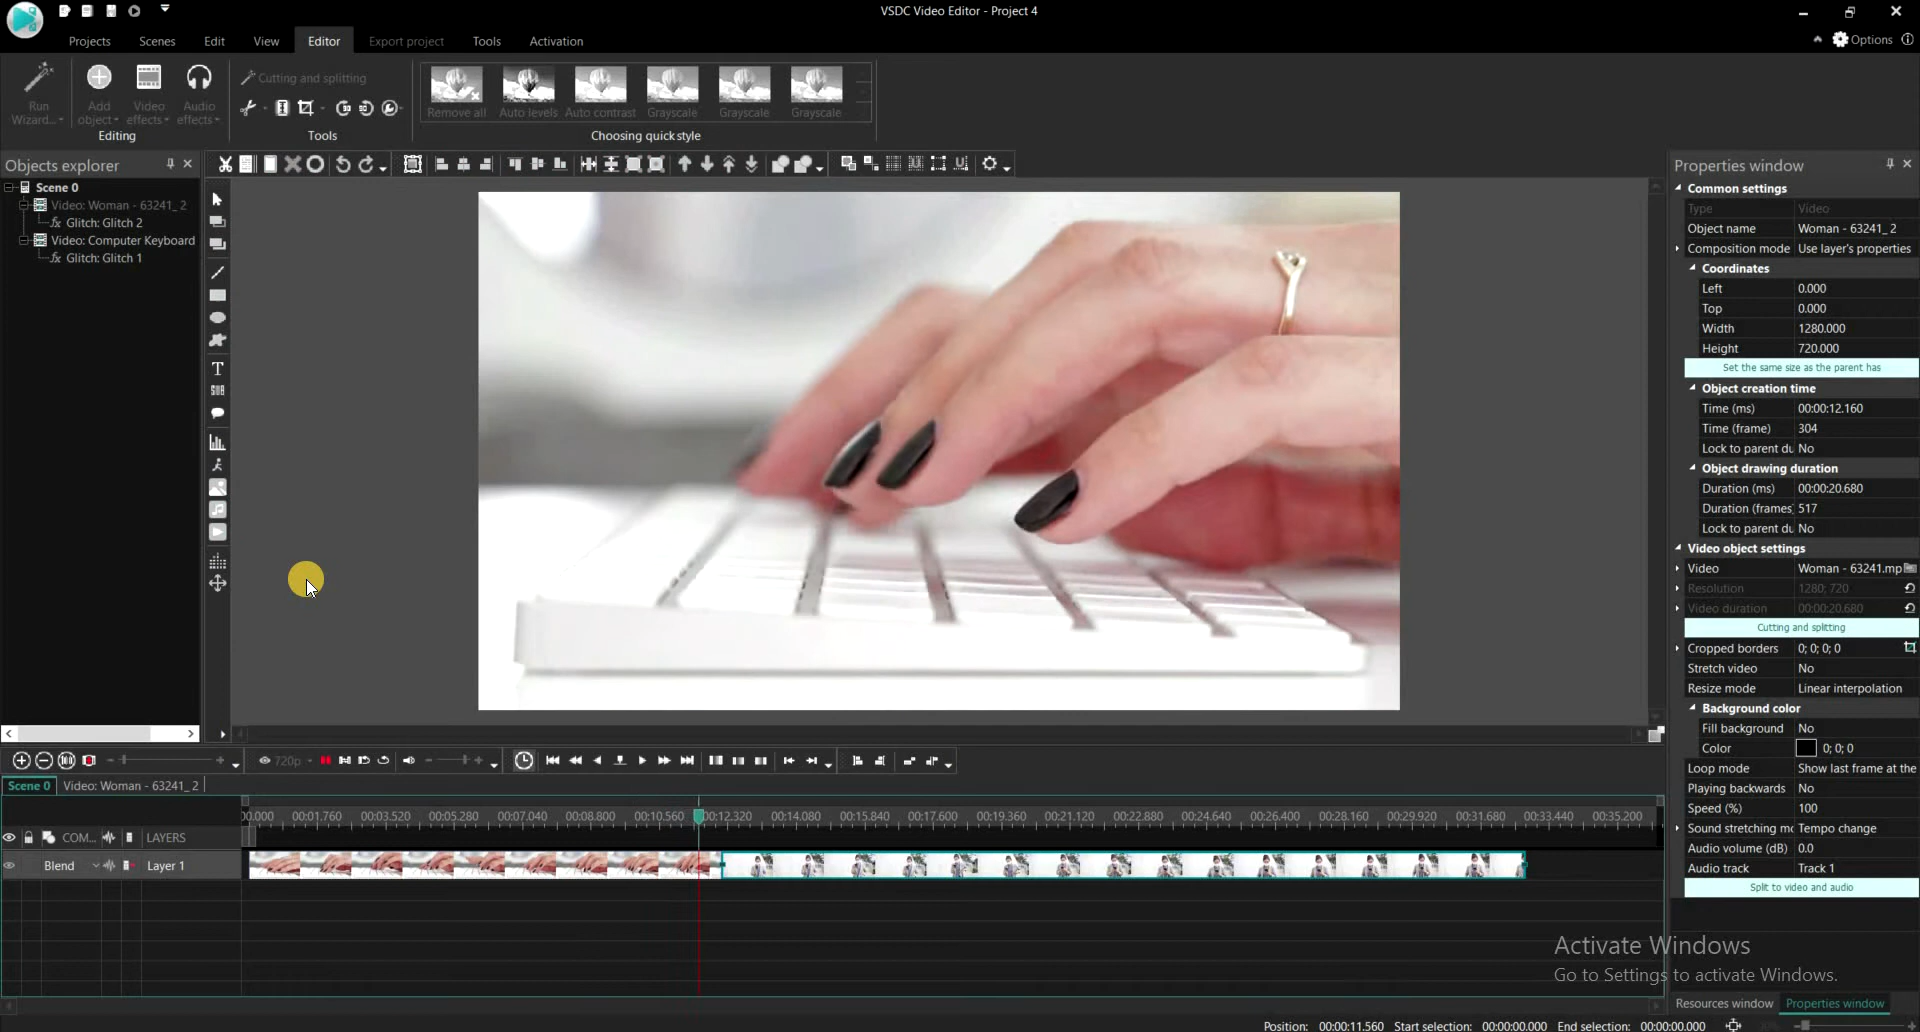 VSDC Video Editor - Project 4
Projects
Scenes
Edit
View
Editor
Export project
Tools
Activation
Options
Run
Wizard...
Add
object
Video
effects
Audio
effects
Editing
Cutting and splitting
Tools
Remove all
Auto levels
Auto contrast
Grayscale
Grayscale
Grayscale
Choosing quick style
Objects explorer
Scene 0
Video: Woman - 63241_ 2
fx Glitch: Glitch 2
Video: Computer Keyboard
fx Glitch: Glitch 1
T
SUB
Properties window
Common settings
Type Video
Object name Woman - 63241_ 2
Composition mode Use layer's properties
Coordinates
Left 0.000
Top 0.000
Width 1280.000
Height 720.000
Set the same size as the parent has
Object creation time
Time (ms) 00:00:12.160
Time (frame) 304
Lock to parent du No
Object drawing duration
Duration (ms) 00:00:20.680
Duration (frames 517
Lock to parent du No
Video object settings
Video Woman - 63241.mp
Resolution 1280; 720
Video duration 00:00:20.680
Cutting and splitting
Cropped borders 0; 0; 0; 0
Stretch video No
Resize mode Linear interpolation
Background color
Fill background No
Color 0; 0; 0
Loop mode Show last frame at the
Playing backwards No
Speed (%) 100
Sound stretching mo Tempo change
Audio volume (dB) 0.0
Audio track Track 1
Split to video and audio
720p
Scene 0
Video: Woman - 63241_ 2
00.000 00:01.760 00:03.520 00:05.280 00:07.040 00:08.800 00:10.560 00:12.320 00:14.080 00:15.840 00:17.600 00:19.360 00:21.120 00:22.880 00:24.640 00:26.400 00:28.160 00:29.920 00:31.680 00:33.440 00:35.200
COM... LAYERS
Blend Layer 1
Activate Windows
Go to Settings to activate Windows.
Resources window
Properties window
Position: 00:00:11.560 Start selection: 00:00:00.000 End selection: 00:00:00.000